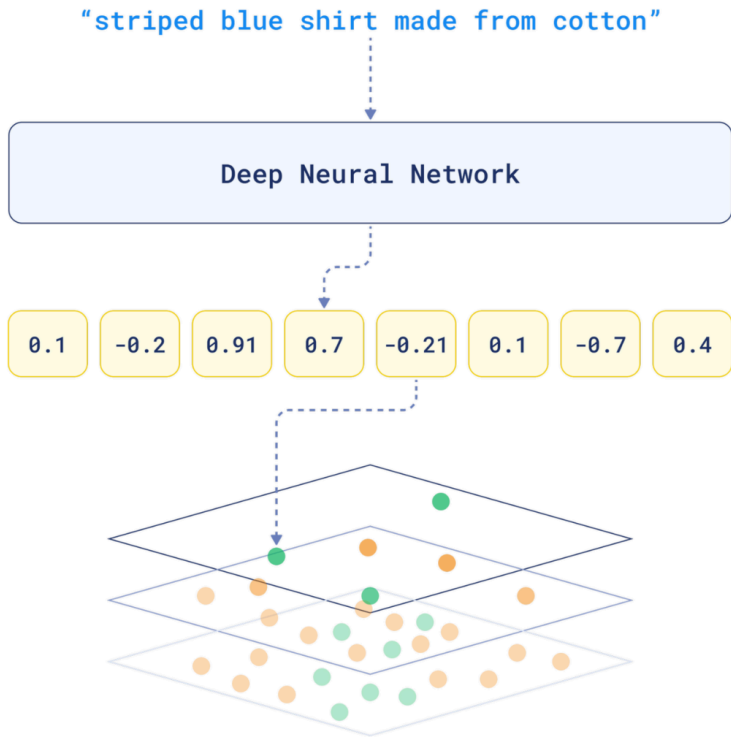 “striped blue shirt made from cotton”
Deep Neural Network
0.1 -0.2 0.91 0.7 -0.21 0.1 -0.7 0.4